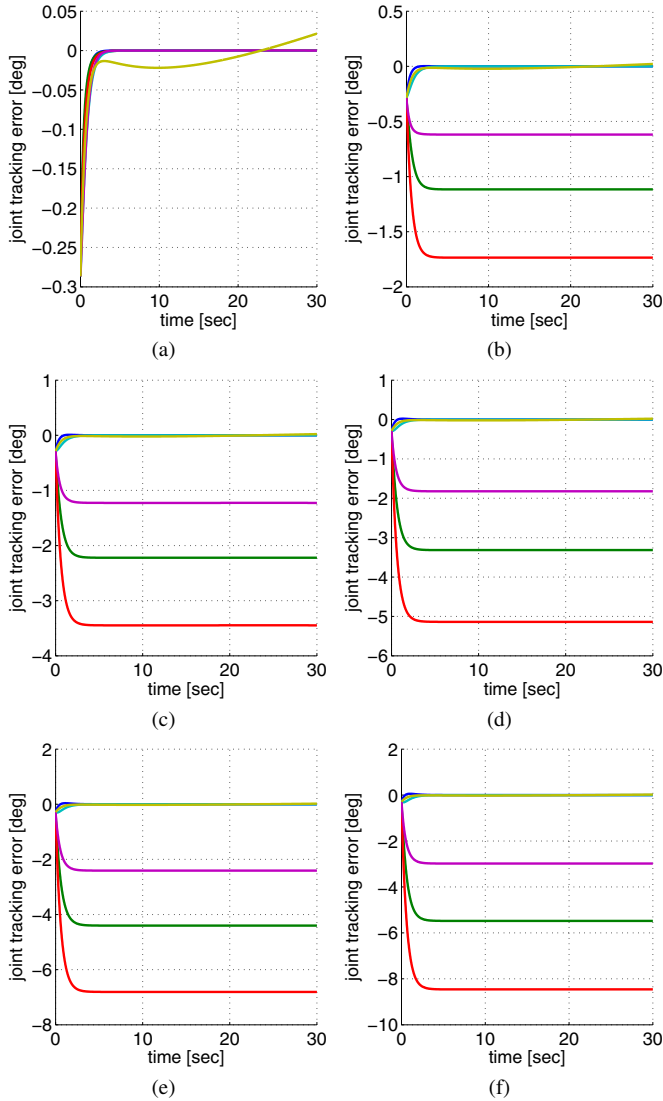 0.05
0
−0.05
−0.1
−0.15
−0.2
−0.25
−0.3
joint tracking error [deg]
0 10 20 30
time [sec]
(a)
0.5
0
−0.5
−1
−1.5
−2
joint tracking error [deg]
0 10 20 30
time [sec]
(b)
1
0
−1
−2
−3
−4
joint tracking error [deg]
0 10 20 30
time [sec]
(c)
1
0
−1
−2
−3
−4
−5
−6
joint tracking error [deg]
0 10 20 30
time [sec]
(d)
2
0
−2
−4
−6
−8
joint tracking error [deg]
0 10 20 30
time [sec]
(e)
2
0
−2
−4
−6
−8
−10
joint tracking error [deg]
0 10 20 30
time [sec]
(f)